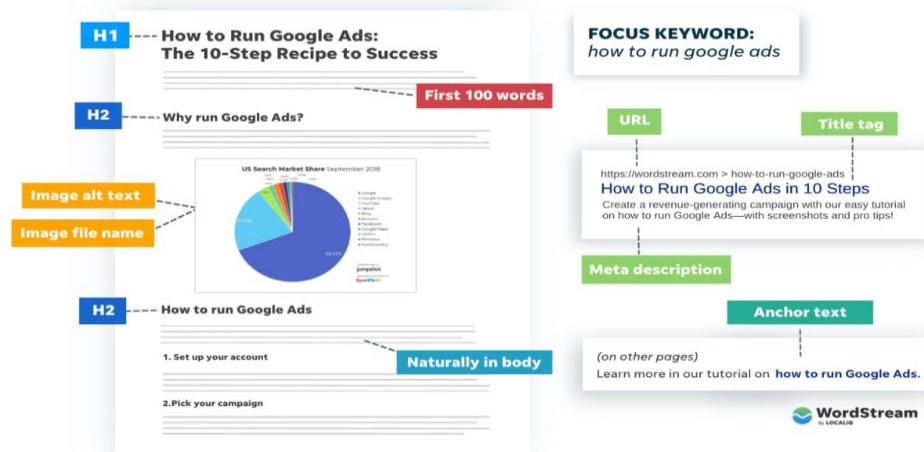 H1
How to Run Google Ads:
The 10-Step Recipe to Success
First 100 words
H2
Why run Google Ads?
Image alt text
Image file name
US Search Market Share September 2018
jumpshot
SparkToro
H2
How to run Google Ads
1. Set up your account
Naturally in body
2.Pick your campaign
FOCUS KEYWORD:
how to run google ads
URL
Title tag
https://wordstream.com > how-to-run-google-ads
How to Run Google Ads in 10 Steps
Create a revenue-generating campaign with our easy tutorial
on how to run Google Ads—with screenshots and pro tips!
Meta description
Anchor text
(on other pages)
Learn more in our tutorial on how to run Google Ads.
WordStream
By LOCALiQ